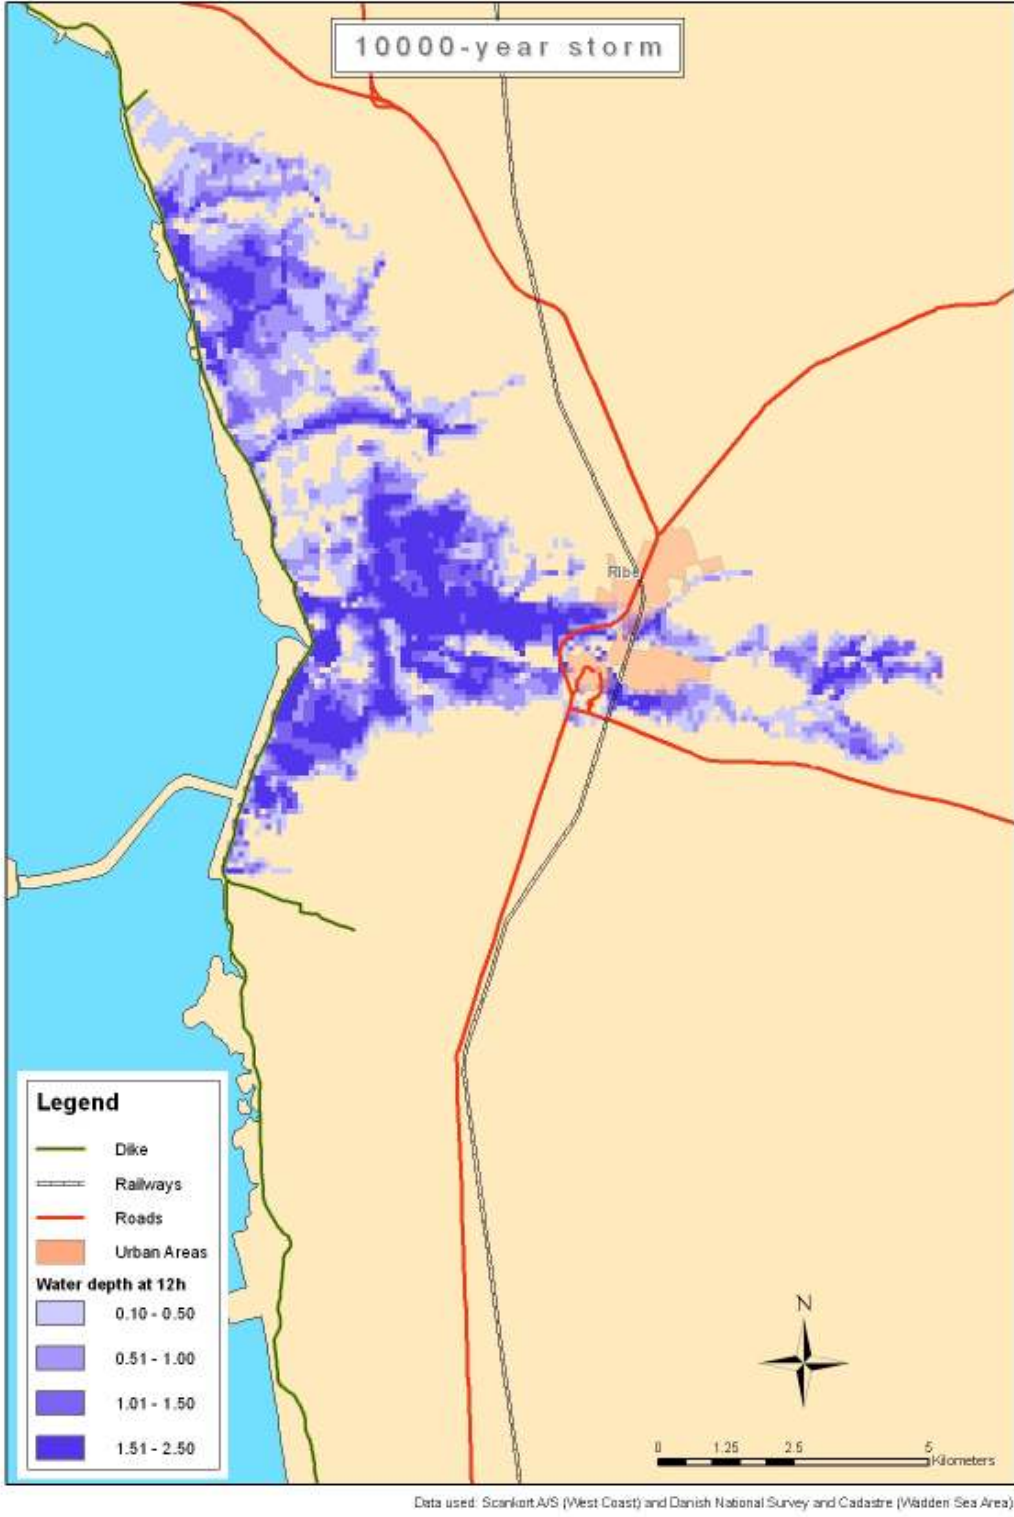 10000-year storm
Ribe
Legend
Dike
Railways
Roads
Urban Areas
Water depth at 12h
0.10 - 0.50
0.51 - 1.00
1.01 - 1.50
1.51 - 2.50
N
0 1.25 2.5 5
Kilometers
Data used: Scankort A/S (West Coast) and Danish National Survey and Cadastre (Wadden Sea Area)